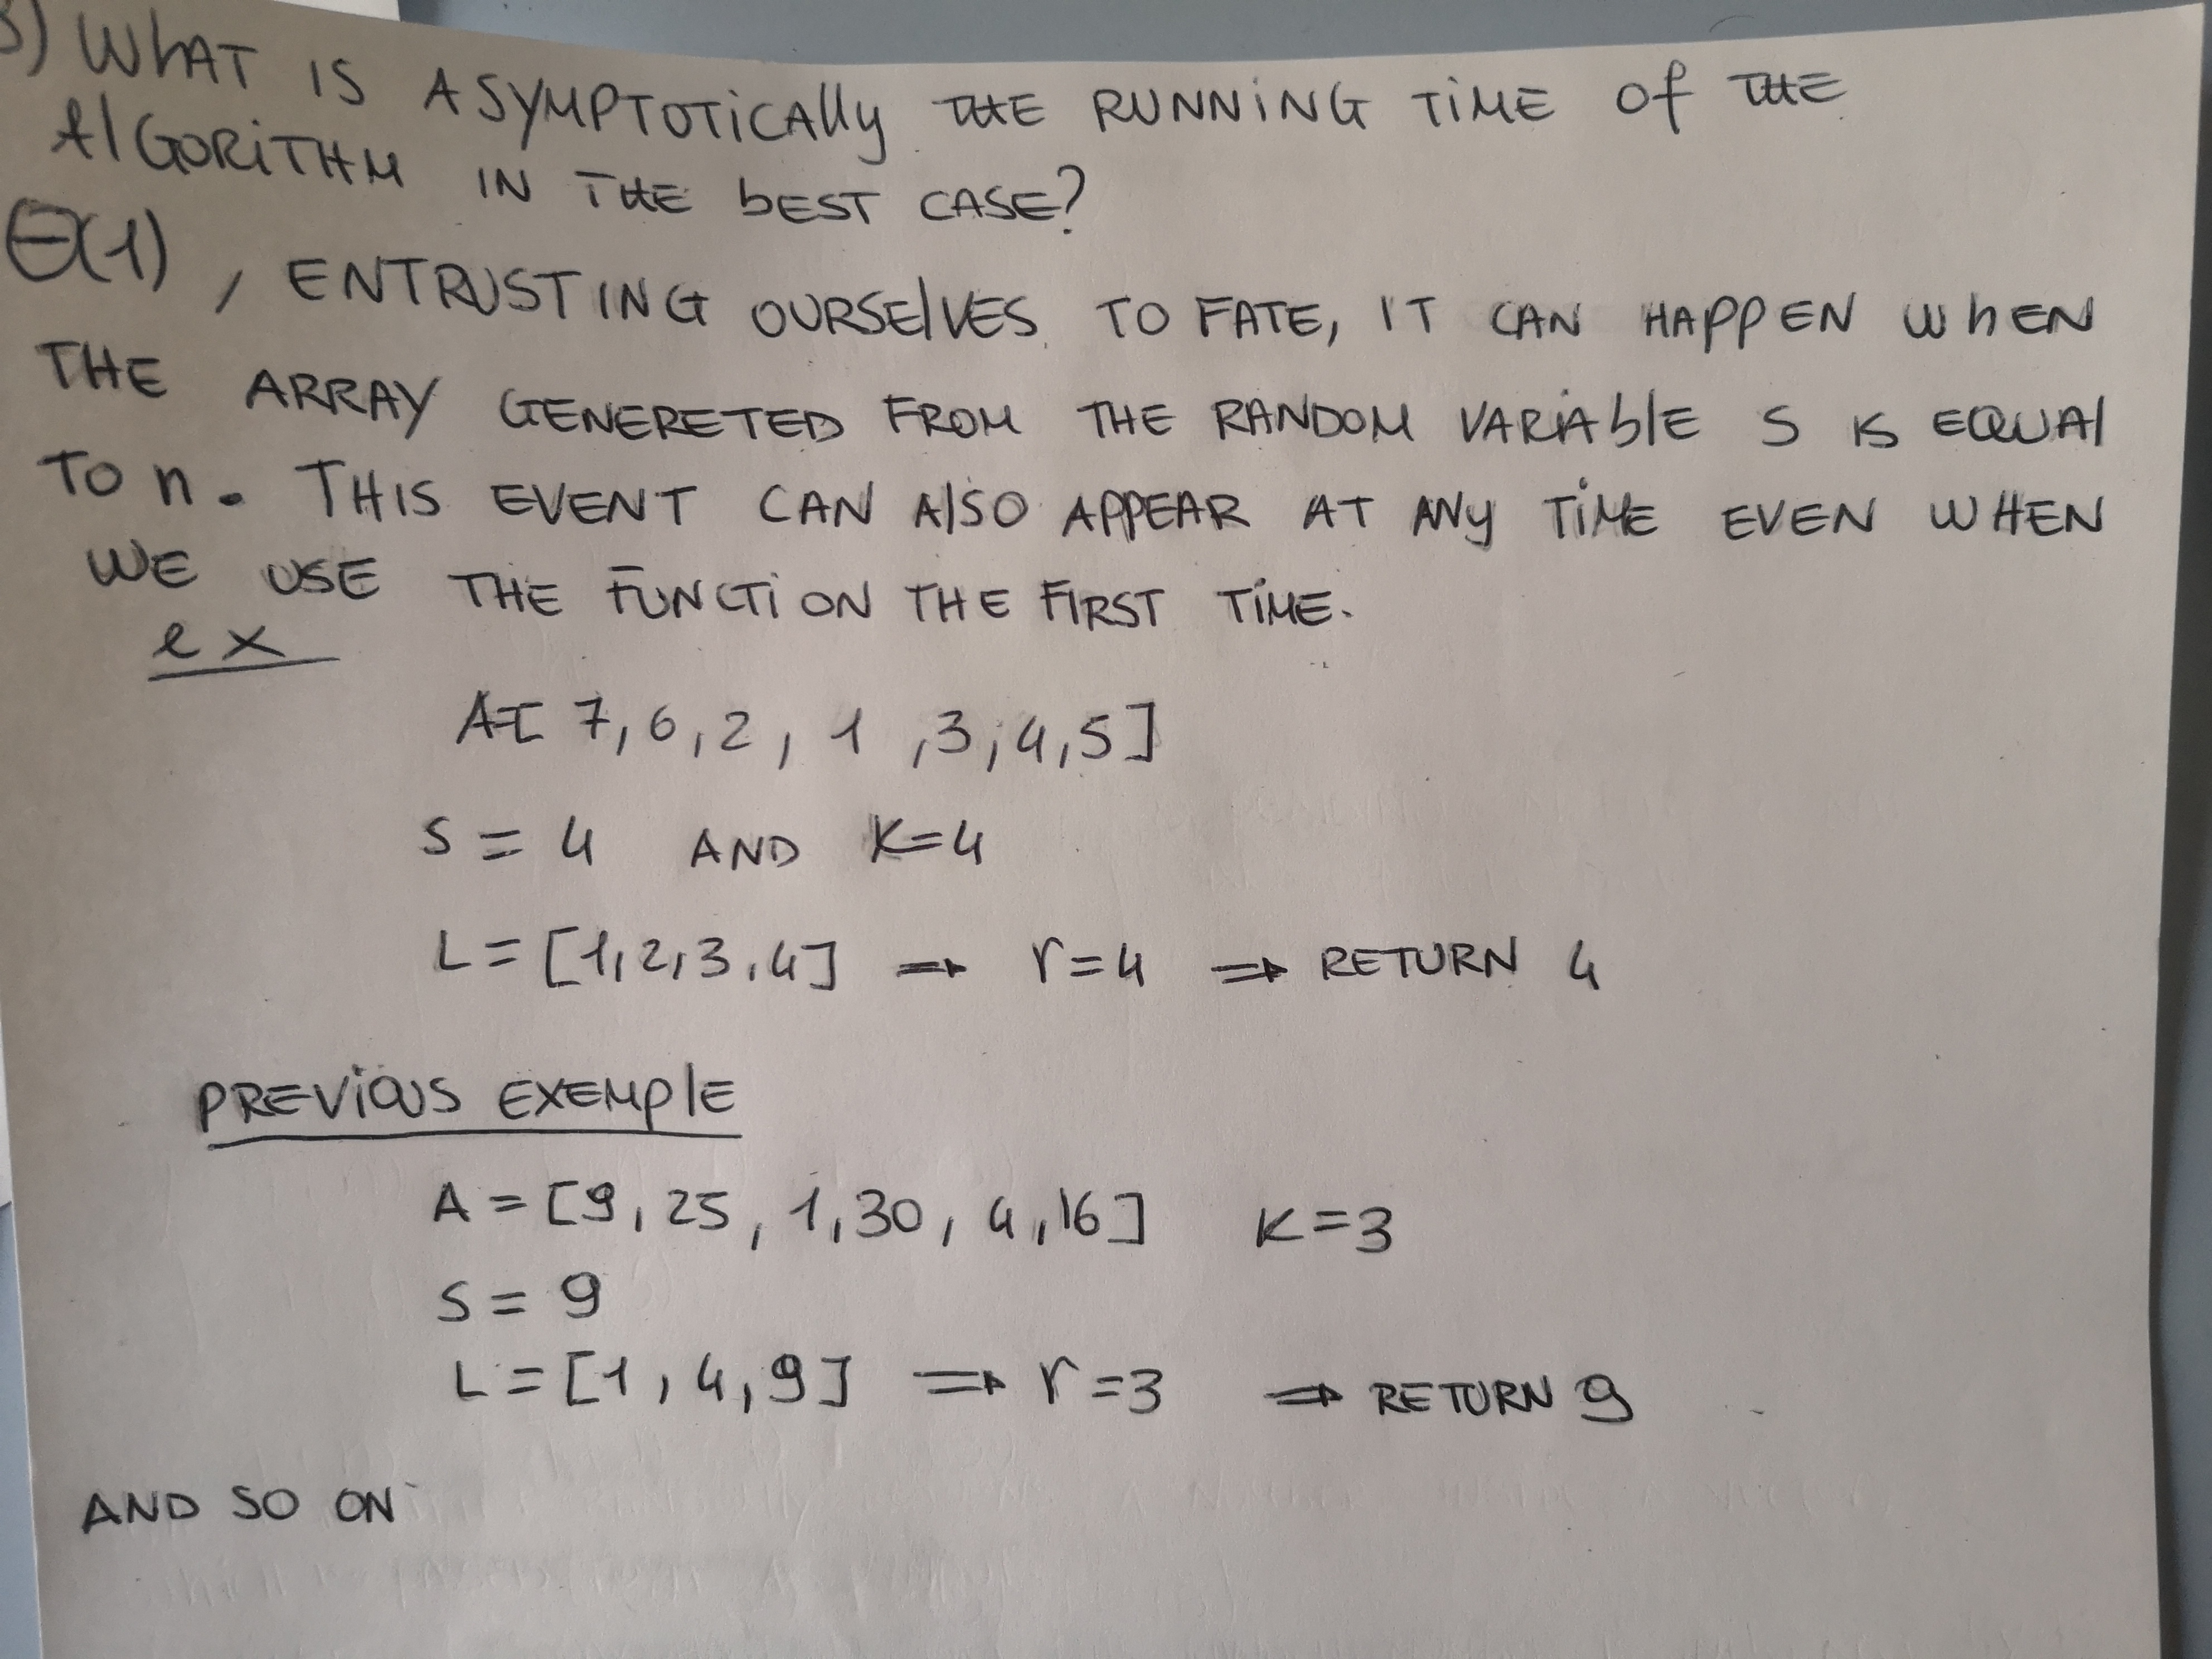 3) WHAT IS ASYMPTOTICALLY THE RUNNING TIME OF THE
ALGORITHM IN THE BEST CASE?
Θ(1), ENTRUSTING OURSELVES TO FATE, IT CAN HAPPEN WHEN
THE ARRAY GENERETED FROM THE RANDOM VARIABLE S IS EQUAL
TO n. THIS EVENT CAN ALSO APPEAR AT ANY TIME EVEN WHEN
WE USE THE FUNCTION THE FIRST TIME.
ex
A=[7,6,2,1,3,4,5]
S = 4 AND K=4
L=[1,2,3,4] ⇒ r=4 ⇒ RETURN 4
PREVIOUS EXEMPLE
A=[9,25,1,30,4,16] K=3
S = 9
L=[1,4,9] ⇒ r=3 ⇒ RETURN 9
AND SO ON